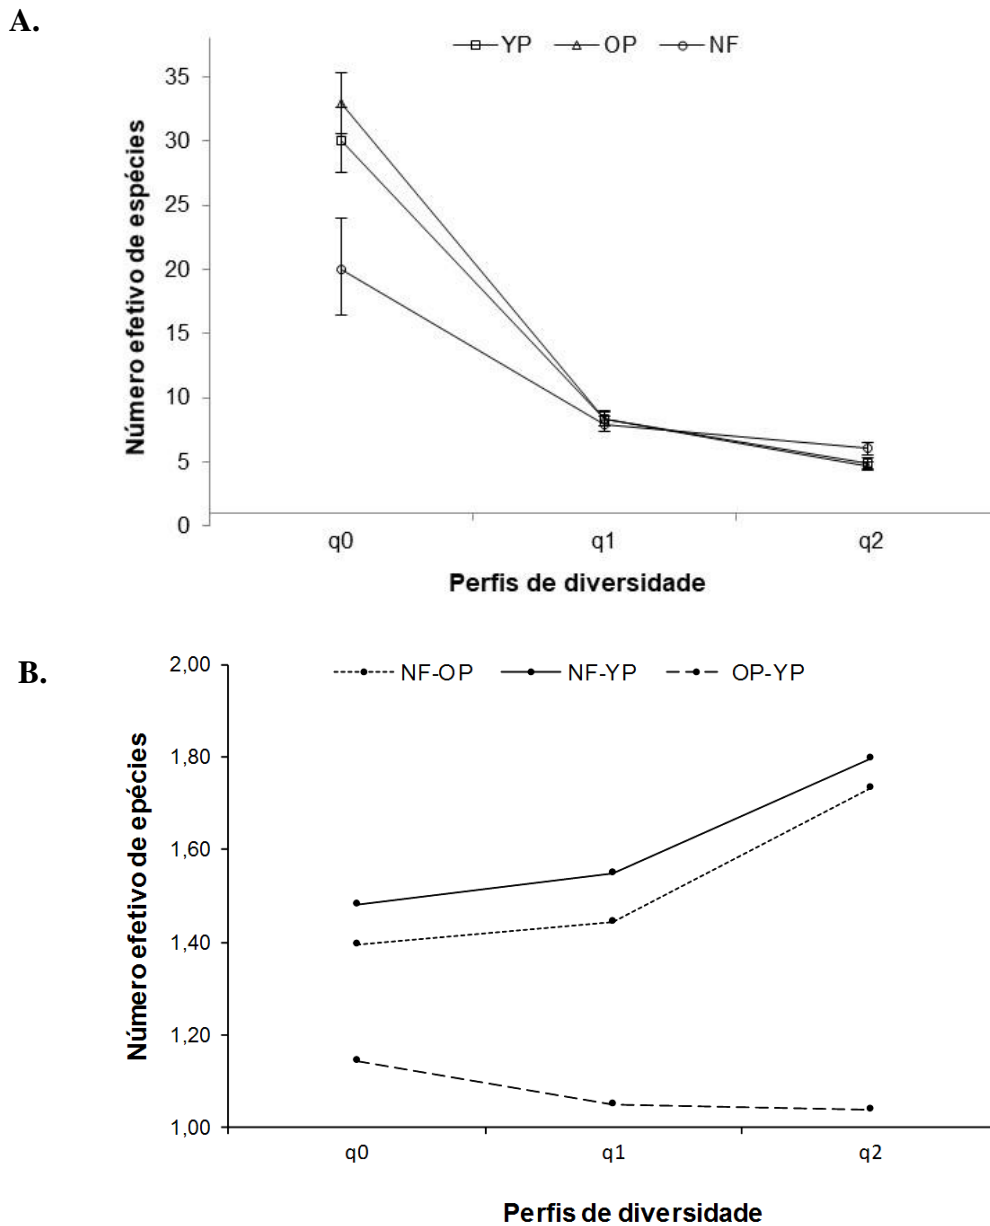 A.
YP OP NF
Número efetivo de espécies
35
30
25
20
15
10
5
0
q0 q1 q2
Perfis de diversidade
B.
NF-OP NF-YP OP-YP
Número efetivo de epécies
2,00
1,80
1,60
1,40
1,20
1,00
q0 q1 q2
Perfis de diversidade